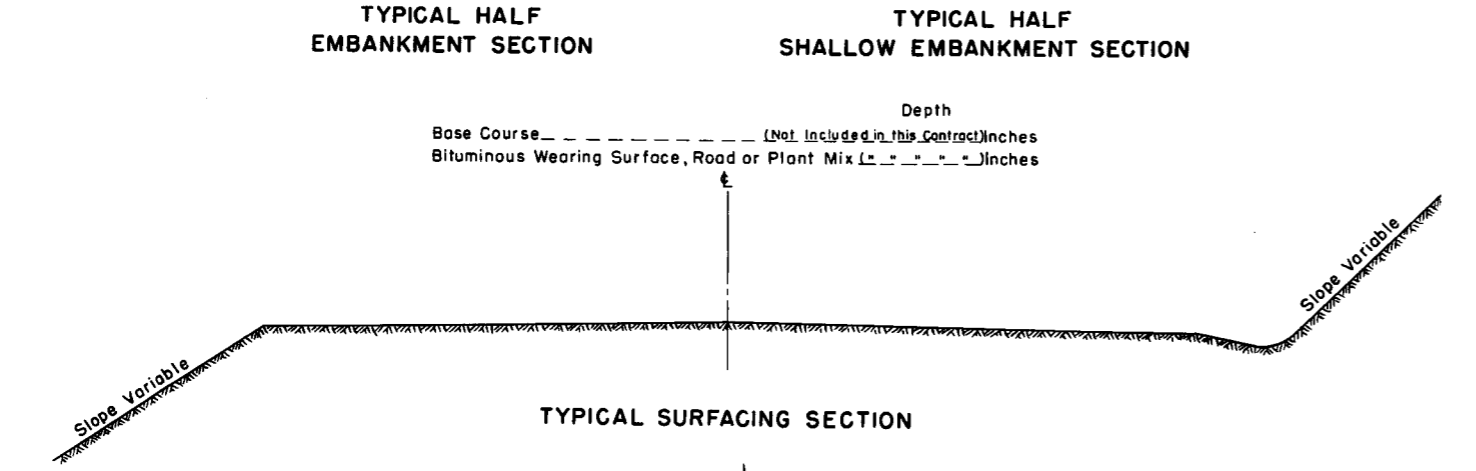 TYPICAL HALF
EMBANKMENT SECTION
TYPICAL HALF
SHALLOW EMBANKMENT SECTION
Depth
Base Course_ _ _ _ _ _ _ _ _ _ _ (Not Included in this Contract)Inches
Bituminous Wearing Surface, Road or Plant Mix (" " " " ")Inches
℄
Slope Variable
Slope Variable
TYPICAL SURFACING SECTION